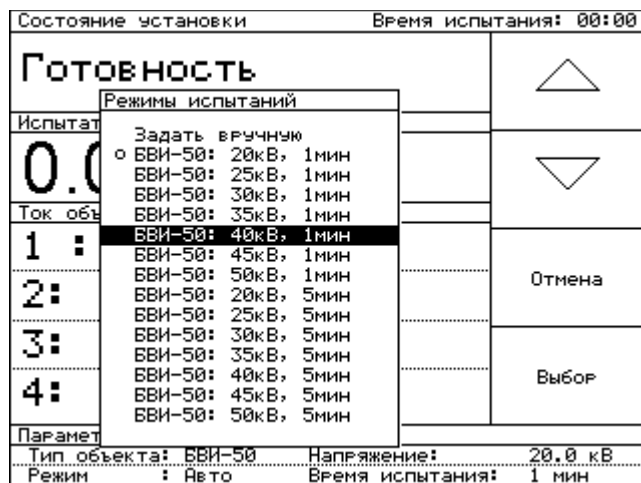 Состояние установки Время испытания: 00:00
Готовность
Режимы испытаний
Испытат
Задать вручную
БВИ-50: 20кВ, 1мин
0.0
БВИ-50: 25кВ, 1мин
БВИ-50: 30кВ, 1мин
БВИ-50: 35кВ, 1мин
Ток объ
БВИ-50: 40кВ, 1мин
1 :
БВИ-50: 45кВ, 1мин
БВИ-50: 50кВ, 1мин
Отмена
БВИ-50: 20кВ, 5мин
2:
БВИ-50: 25кВ, 5мин
БВИ-50: 30кВ, 5мин
3:
БВИ-50: 35кВ, 5мин
БВИ-50: 40кВ, 5мин
Выбор
4:
БВИ-50: 45кВ, 5мин
БВИ-50: 50кВ, 5мин
Парамет
Тип объекта: БВИ-50 Напряжение: 20.0 кВ
Режим : Авто Время испытания: 1 мин